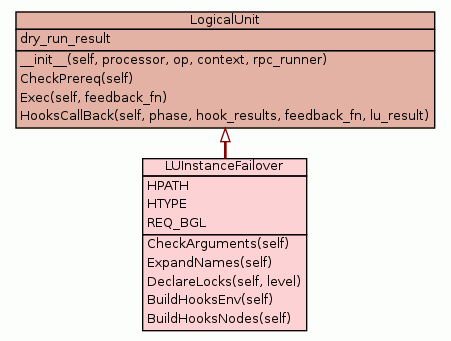 LogicalUnit
dry_run_result
__init__(self, processor, op, context, rpc_runner)
CheckPrereq(self)
Exec(self, feedback_fn)
HooksCallBack(self, phase, hook_results, feedback_fn, lu_result)
LUInstanceFailover
HPATH
HTYPE
REQ_BGL
CheckArguments(self)
ExpandNames(self)
DeclareLocks(self, level)
BuildHooksEnv(self)
BuildHooksNodes(self)